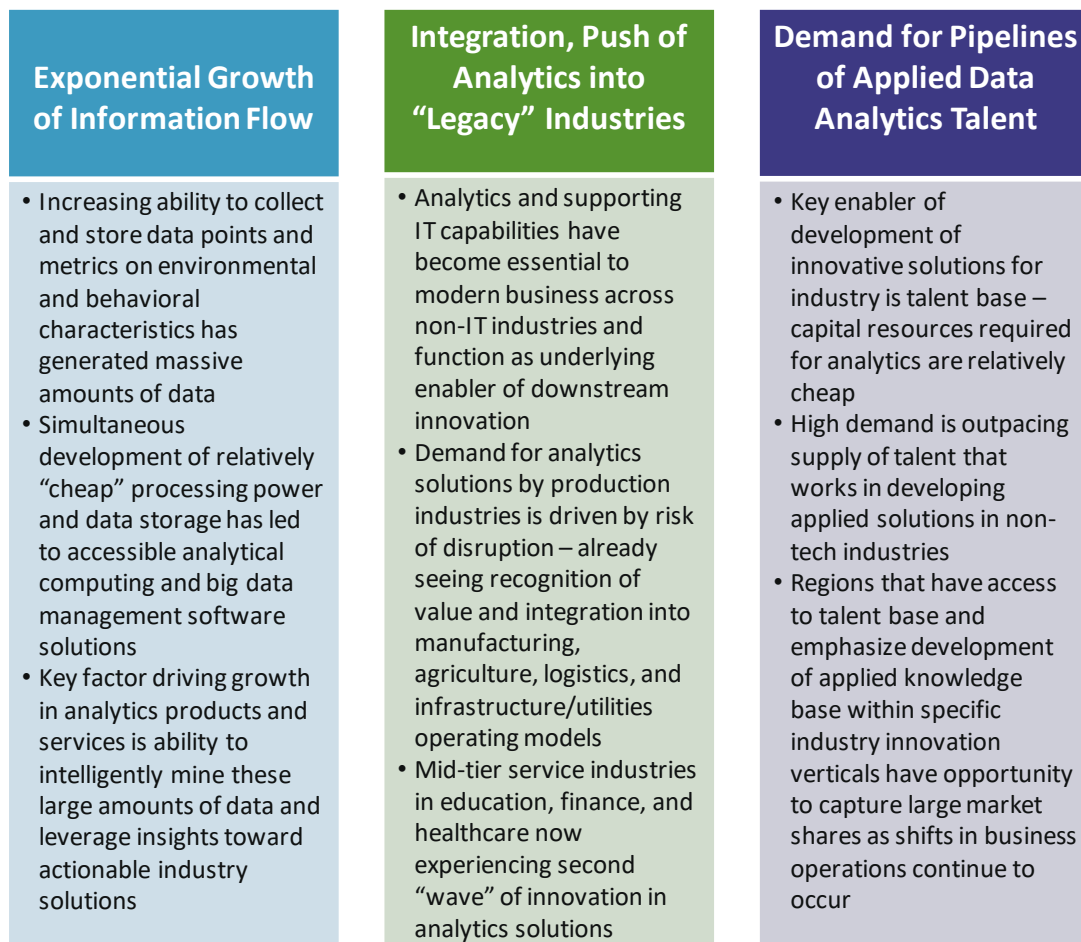 Exponential Growth
of Information Flow
• Increasing ability to collect
and store data points and
metrics on environmental
and behavioral
characteristics has
generated massive
amounts of data
• Simultaneous
development of relatively
“cheap” processing power
and data storage has led
to accessible analytical
computing and big data
management software
solutions
• Key factor driving growth
in analytics products and
services is ability to
intelligently mine these
large amounts of data and
leverage insights toward
actionable industry
solutions
Integration, Push of
Analytics into
“Legacy” Industries
• Analytics and supporting
IT capabilities have
become essential to
modern business across
non-IT industries and
function as underlying
enabler of downstream
innovation
• Demand for analytics
solutions by production
industries is driven by risk
of disruption – already
seeing recognition of
value and integration into
manufacturing,
agriculture, logistics, and
infrastructure/utilities
operating models
• Mid-tier service industries
in education, finance, and
healthcare now
experiencing second
“wave” of innovation in
analytics solutions
Demand for Pipelines
of Applied Data
Analytics Talent
• Key enabler of
development of
innovative solutions for
industry is talent base –
capital resources required
for analytics are relatively
cheap
• High demand is outpacing
supply of talent that
works in developing
applied solutions in non-
tech industries
• Regions that have access
to talent base and
emphasize development
of applied knowledge
base within specific
industry innovation
verticals have opportunity
to capture large market
shares as shifts in business
operations continue to
occur